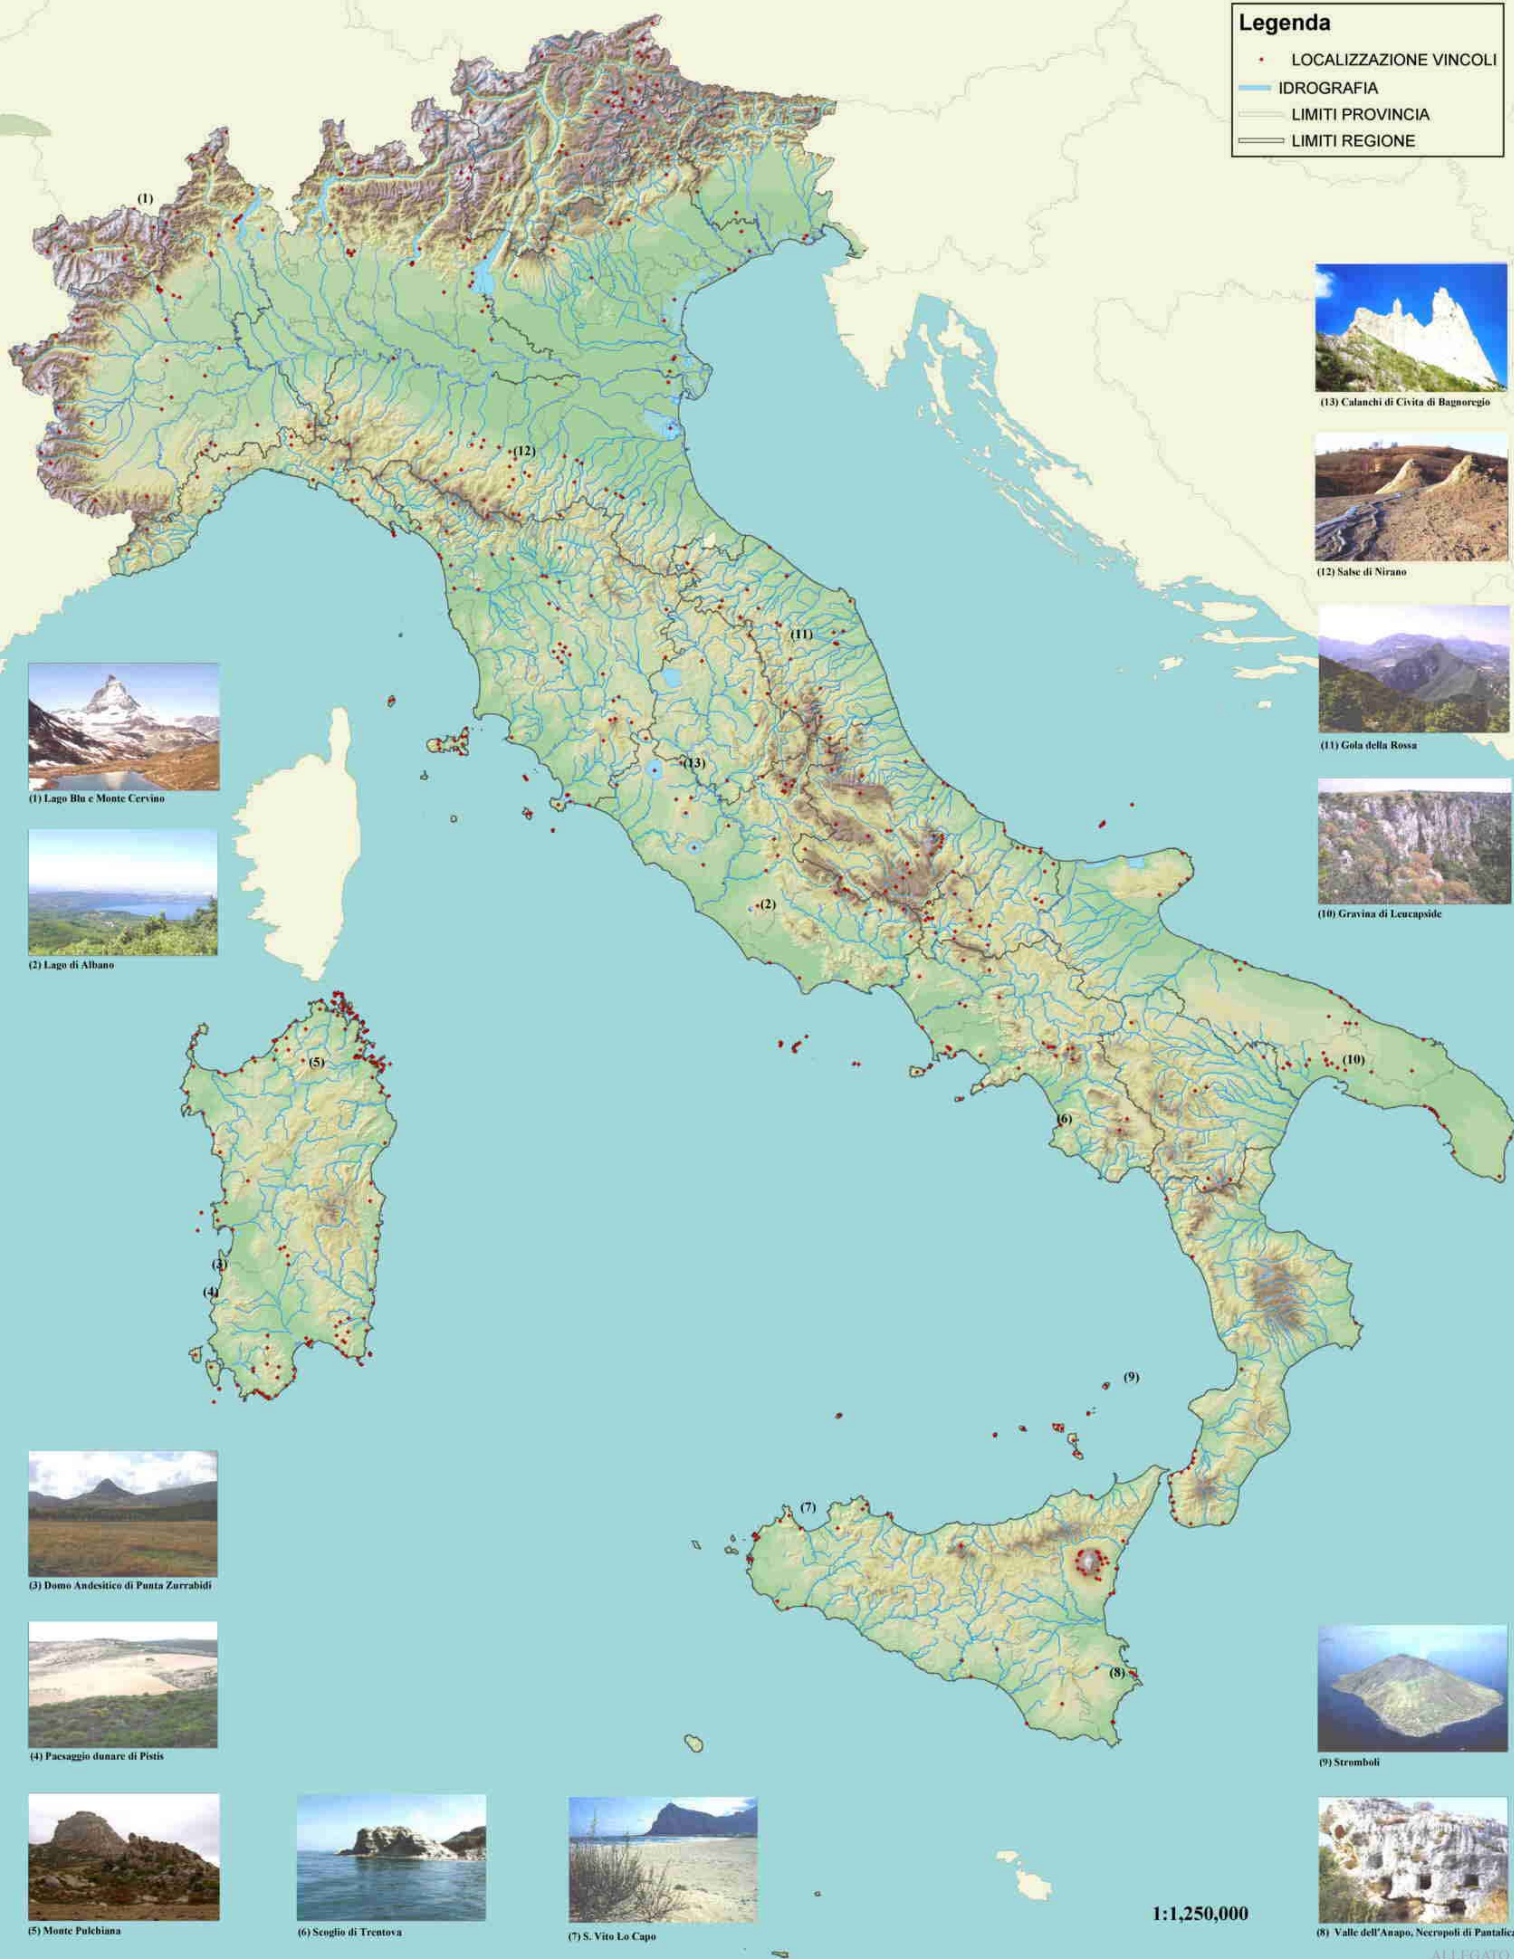 Legenda
LOCALIZZAZIONE VINCOLI
IDROGRAFIA
LIMITI PROVINCIA
LIMITI REGIONE
(1)
(12)
(11)
(13)
(2)
(5)
(10)
(6)
(3)
(4)
(9)
(7)
(8)
(13) Calanchi di Civita di Bagnoregio
(12) Salse di Nirano
(11) Gola della Rossa
(10) Gravina di Leucapside
(1) Lago Blu e Monte Cervino
(2) Lago di Albano
(3) Domo Andesitico di Punta Zurrabidi
(4) Paesaggio dunare di Pistis
(5) Monte Pulchiana
(6) Scoglio di Trentova
(7) S. Vito Lo Capo
(9) Stromboli
(8) Valle dell'Anapo, Necropoli di Pantalica
1:1,250,000
ALLEGATO